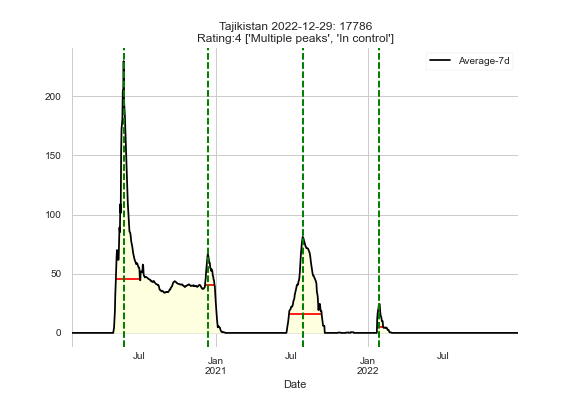 Tajikistan 2022-12-29: 17786
Rating:4 ['Multiple peaks', 'In control']
Average-7d
200
150
100
50
0
Jul
Jan
2021
Jul
Jan
2022
Jul
Date